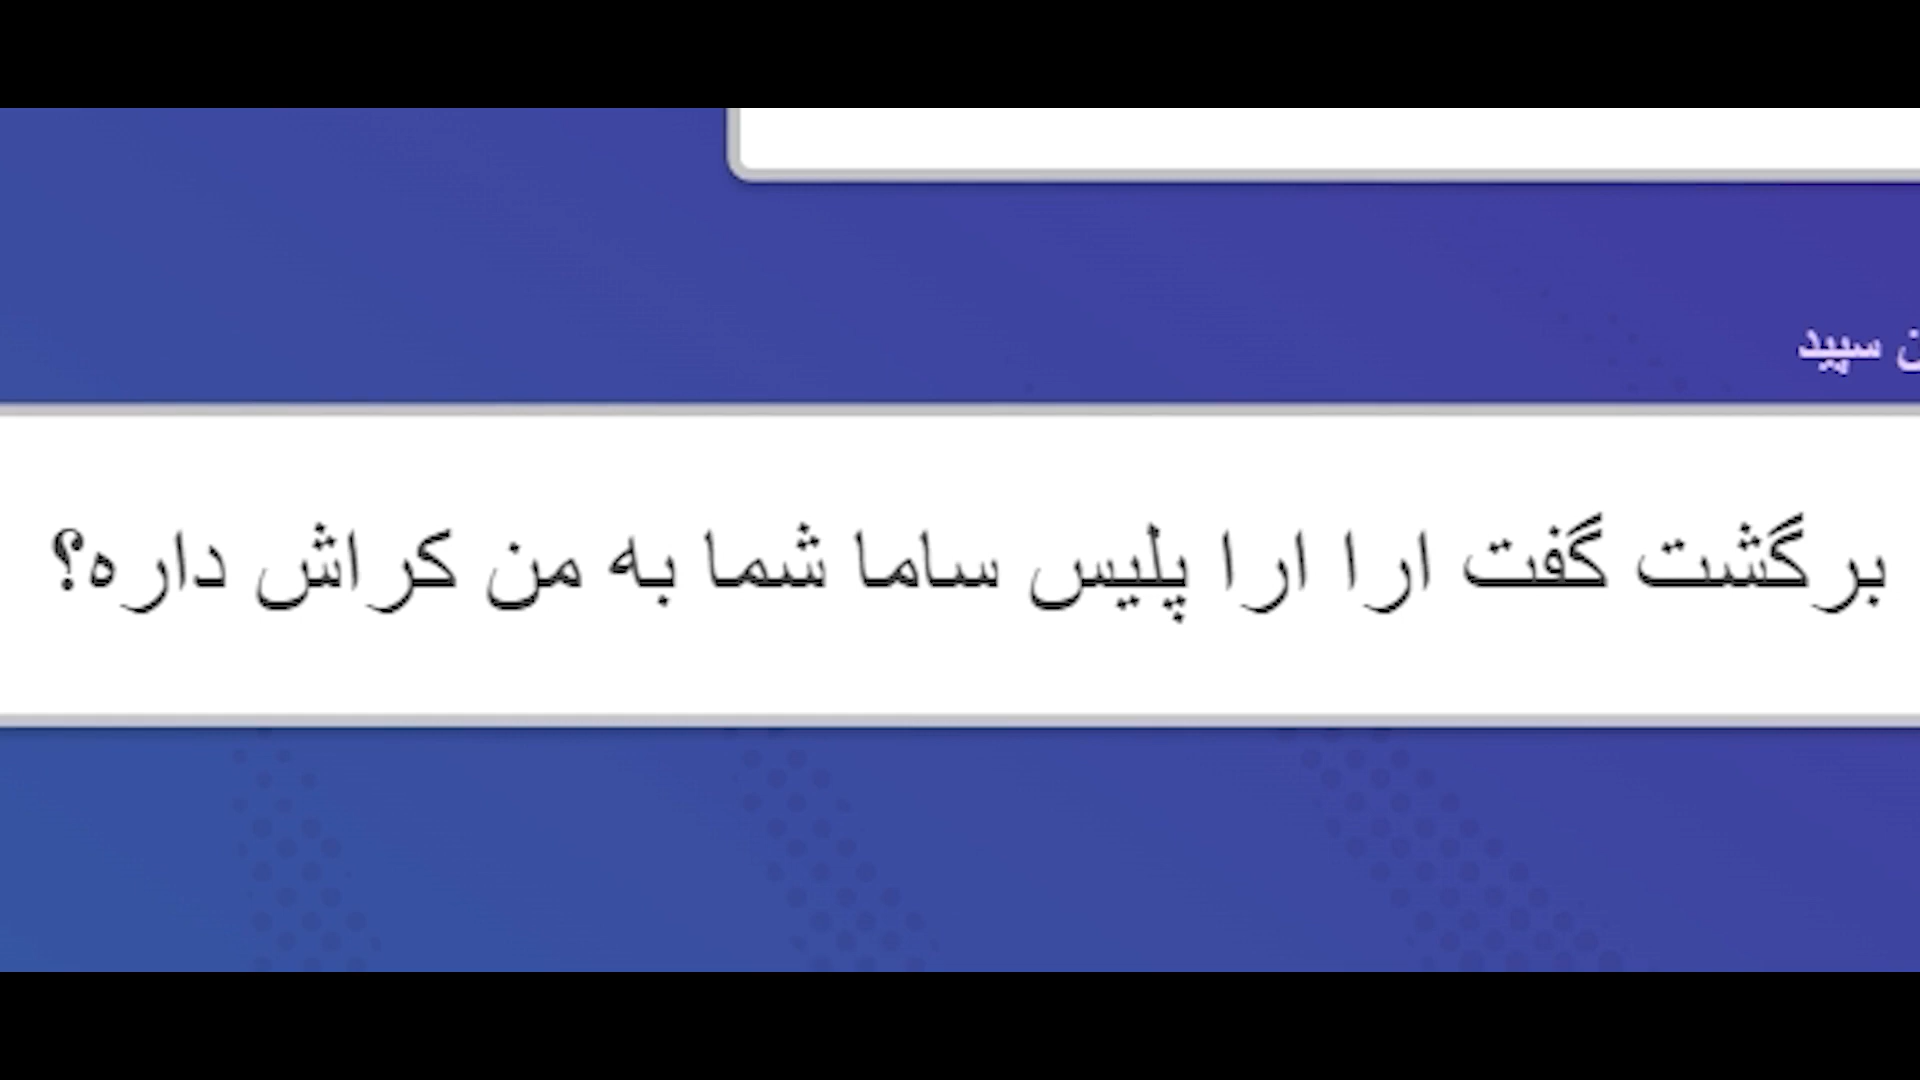 سپید
برگشت گفت ارا ارا پلیس ساما شما به من کراش داره؟